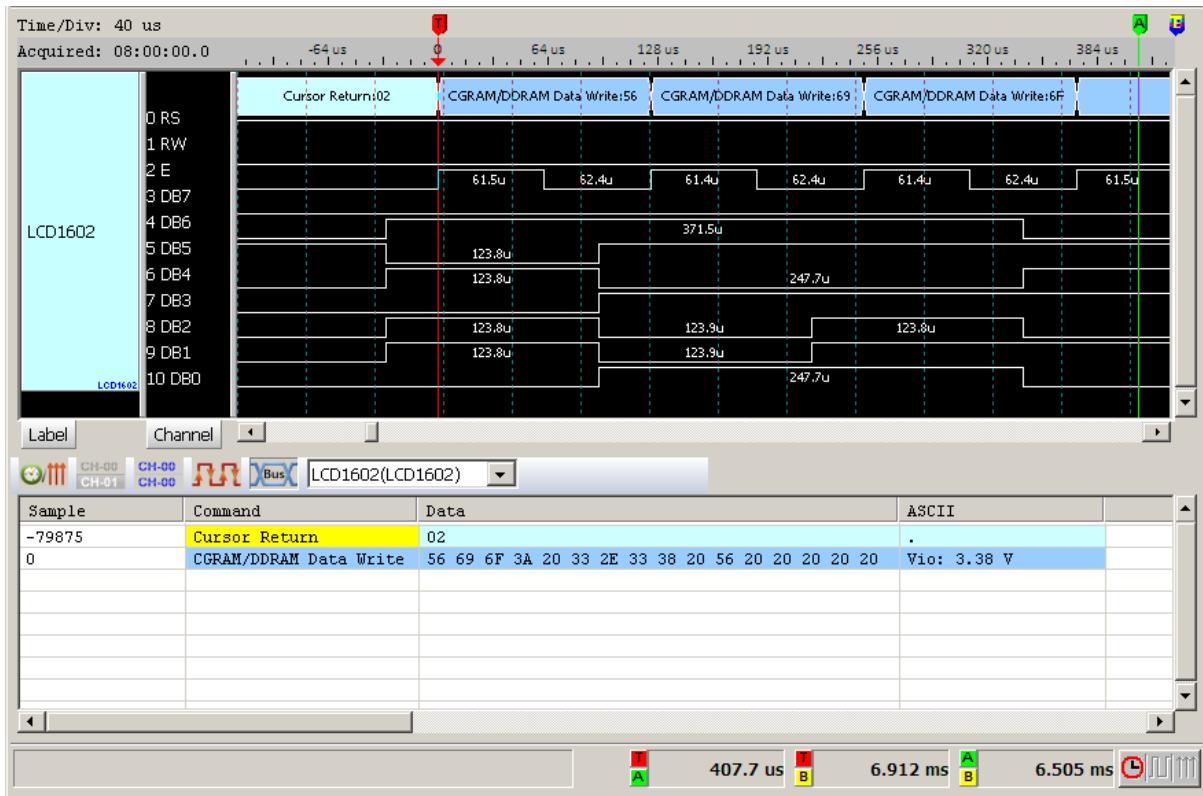 Time/Div: 40 us
T A B
Acquired: 08:00:00.0 -64 us 0 64 us 128 us 192 us 256 us 320 us 384 us
Cursor Return:02 CGRAM/DDRAM Data Write:56 CGRAM/DDRAM Data Write:69 CGRAM/DDRAM Data Write:6F
0 RS
1 RW
2 E 61.5u 62.4u 61.4u 62.4u 61.4u 62.4u 61.5u
3 DB7
LCD1602 4 DB6 371.5u
5 DB5 123.8u
6 DB4 123.8u 247.7u
7 DB3
8 DB2 123.8u 123.9u 123.8u
9 DB1 123.8u 123.9u
LCD1602 10 DB0 247.7u
Label Channel
CH-00 CH-01 CH-00 CH-00 Bus LCD1602(LCD1602)
Sample Command Data ASCII
-79875 Cursor Return 02 .
0 CGRAM/DDRAM Data Write 56 69 6F 3A 20 33 2E 33 38 20 56 20 20 20 20 20 Vio: 3.38 V
T A 407.7 us T B 6.912 ms A B 6.505 ms